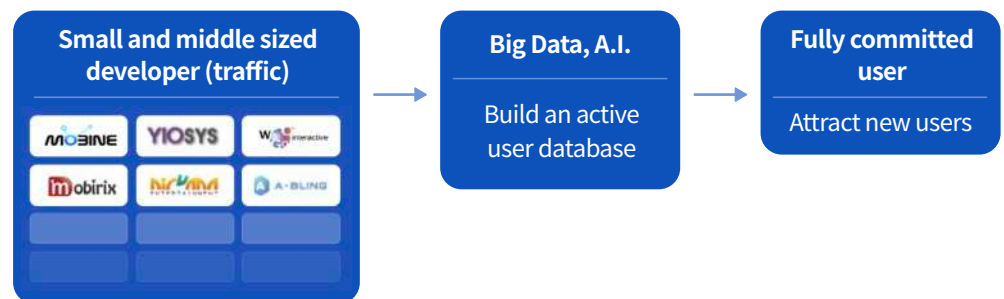 Small and middle sized
developer (traffic)
MOBINE
YIOSYS
W
interactive
mobirix
A-BLING
Big Data, A.I.
Build an active
user database
Fully committed
user
Attract new users